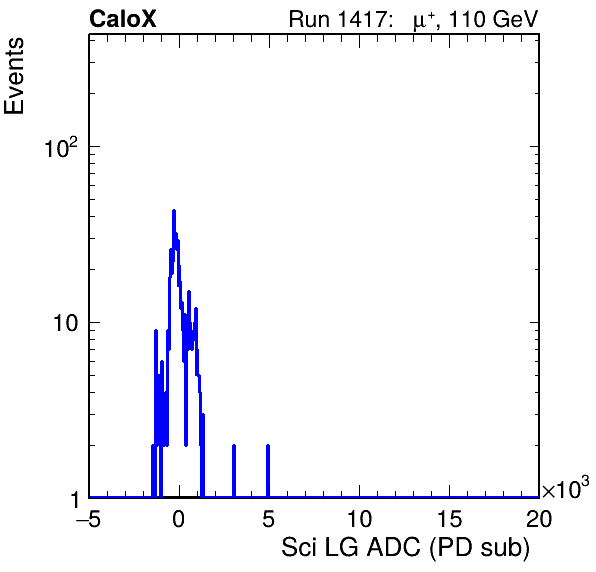 CaloX Run 1417: μ⁺, 110 GeV
Events
10²
10
1
−5 0 5 10 15 20
×10³
Sci LG ADC (PD sub)